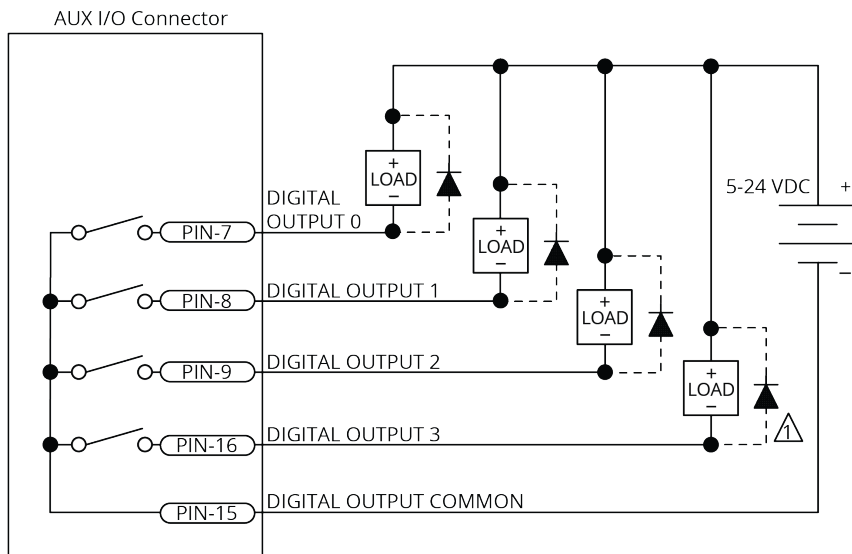 AUX I/O Connector
5-24 VDC
+
−
+
LOAD
−
DIGITAL
OUTPUT 0
PIN-7
+
LOAD
−
DIGITAL OUTPUT 1
PIN-8
+
LOAD
−
DIGITAL OUTPUT 2
PIN-9
+
LOAD
−
1
DIGITAL OUTPUT 3
PIN-16
DIGITAL OUTPUT COMMON
PIN-15